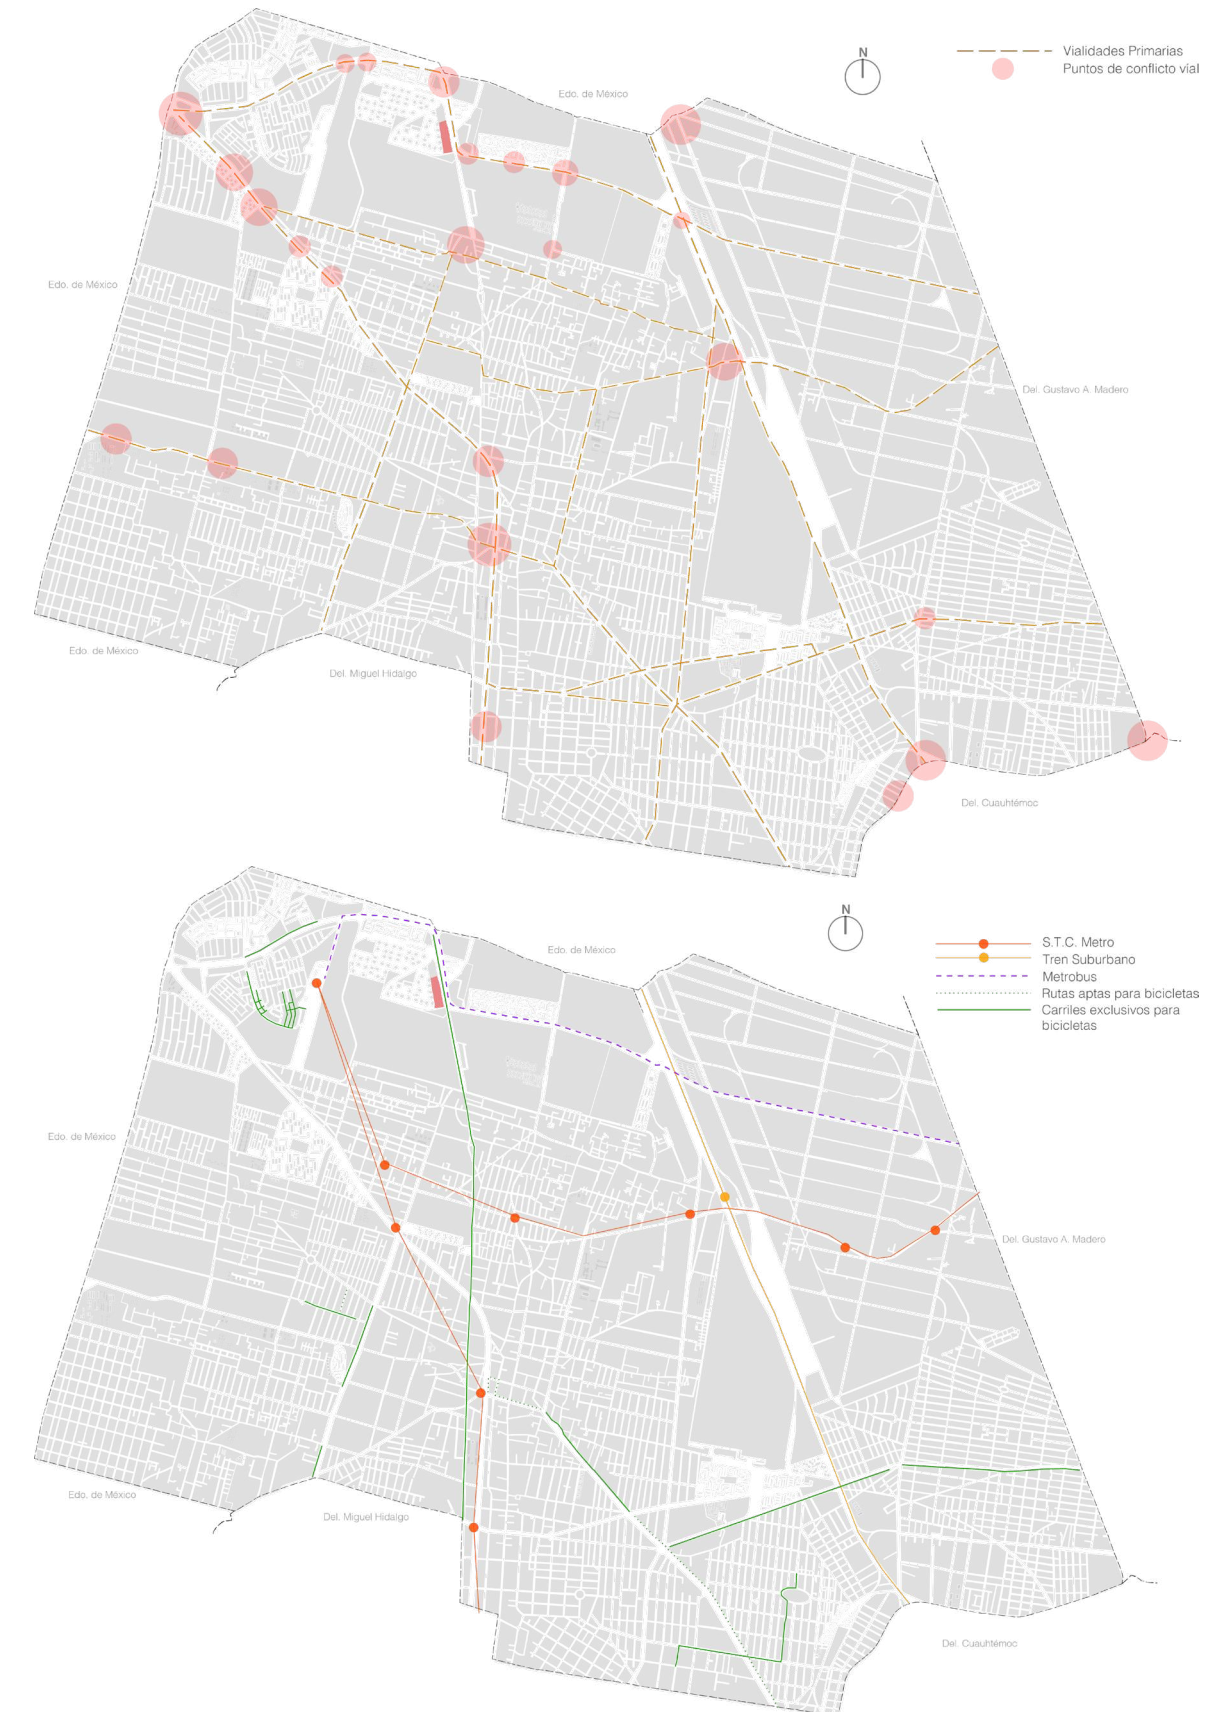 N
Vialidades Primarias
Puntos de conflicto vial
Edo. de México
Edo. de México
Del. Gustavo A. Madero
Edo. de México
Del. Miguel Hidalgo
Del. Cuauhtémoc
N
S.T.C. Metro
Tren Suburbano
Metrobus
Rutas aptas para bicicletas
Carriles exclusivos para
bicicletas
Edo. de México
Edo. de México
Del. Gustavo A. Madero
Edo. de México
Del. Miguel Hidalgo
Del. Cuauhtémoc